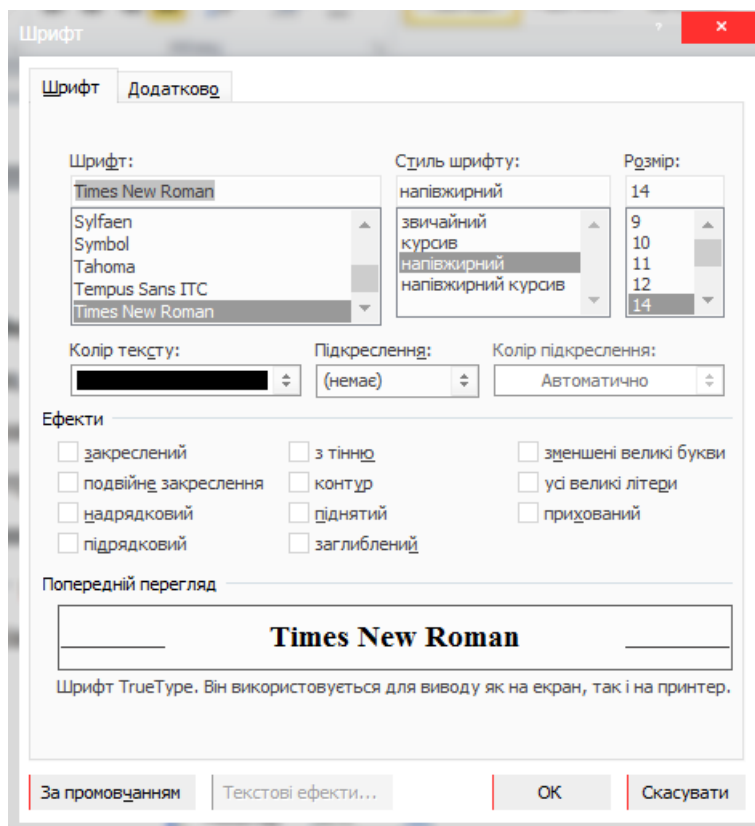 Шрифт ?
Шрифт Додатково
Шрифт: Стиль шрифту: Розмір:
Times New Roman напівжирний 14
Sylfaen звичайний 9
Symbol курсив 10
Tahoma напівжирний 11
Tempus Sans ITC напівжирний курсив 12
Times New Roman 14
Колір тексту: Підкреслення: Колір підкреслення:
(немає) Автоматично
Ефекти
закреслений з тінню зменшені великі букви
подвійне закреслення контур усі великі літери
надрядковий піднятий прихований
підрядковий заглиблений
Попередній перегляд
Times New Roman
Шрифт TrueType. Він використовується для виводу як на екран, так і на принтер.
За промовчанням Текстові ефекти... ОК Скасувати